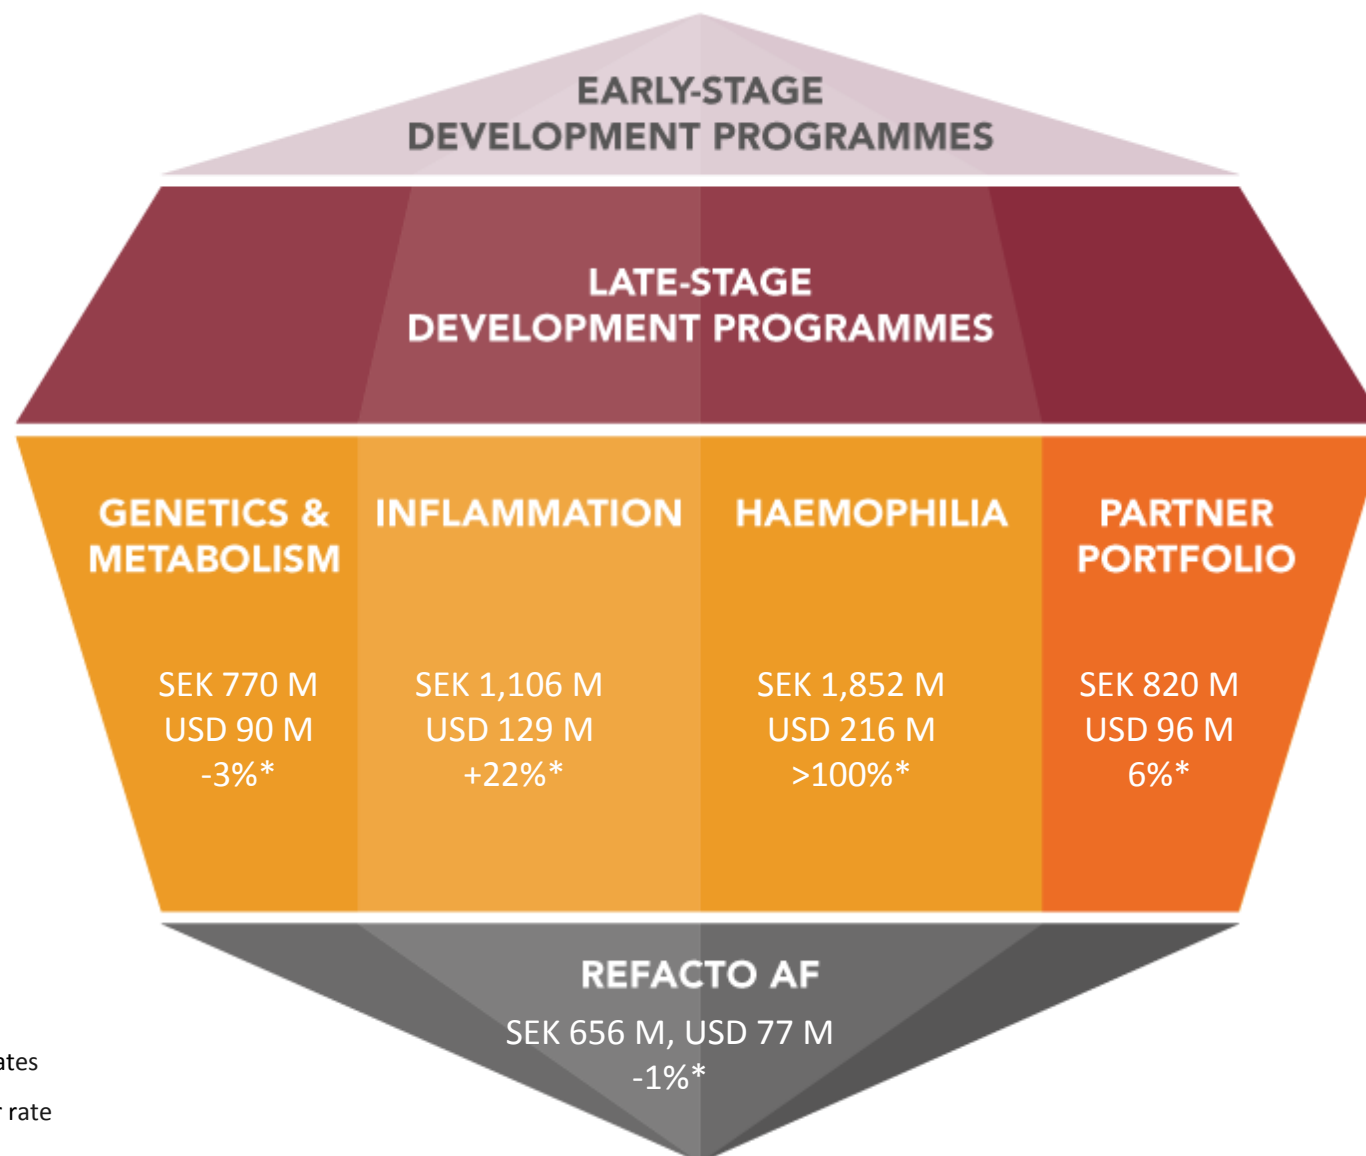 EARLY-STAGE
DEVELOPMENT PROGRAMMES
LATE-STAGE
DEVELOPMENT PROGRAMMES
GENETICS &
METABOLISM
SEK 770 M
USD 90 M
-3%*
INFLAMMATION
SEK 1,106 M
USD 129 M
+22%*
HAEMOPHILIA
SEK 1,852 M
USD 216 M
>100%*
PARTNER
PORTFOLIO
SEK 820 M
USD 96 M
6%*
REFACTO AF
SEK 656 M, USD 77 M
-1%*
rate